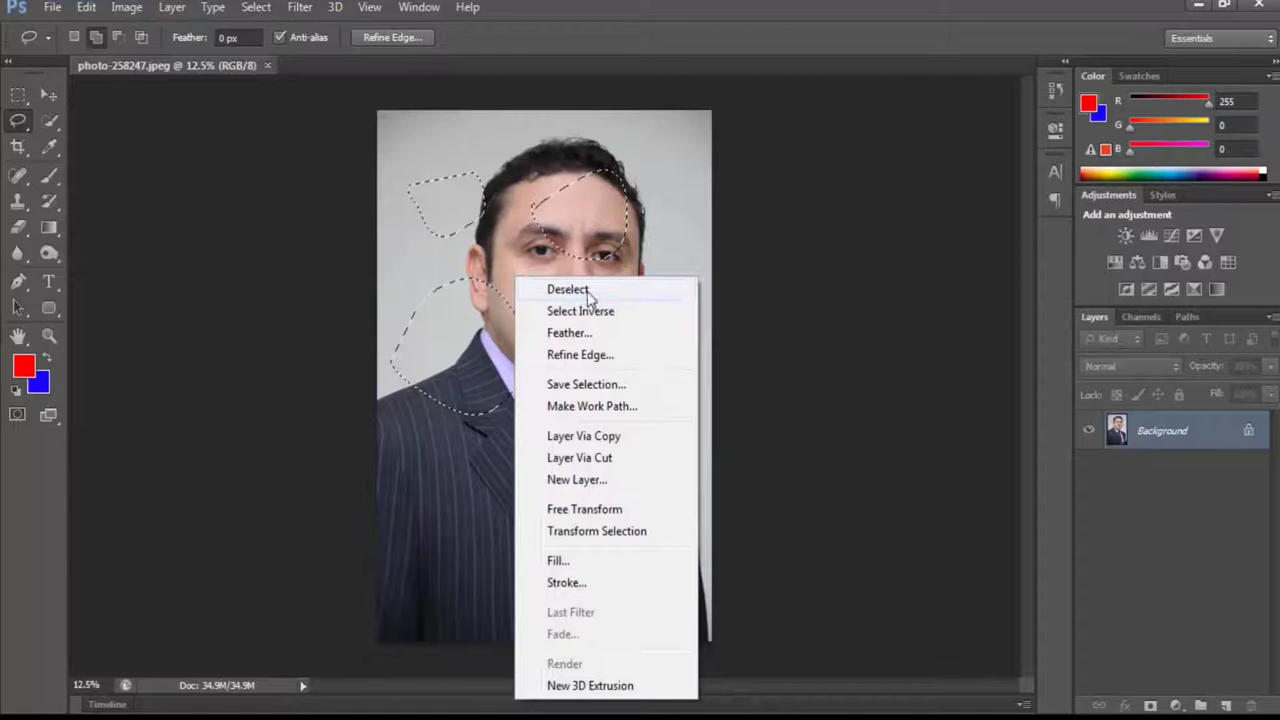 Ps File Edit Image Layer Type Select Filter 3D View Window Help
Feather: 0 px Anti-alias Refine Edge... Essentials
photo-258247.jpeg @ 12.5% (RGB/8) ×
Color Swatches
R 255
G 0
B 0
Adjustments Styles
Add an adjustment
Layers Channels Paths
Kind
Normal Opacity:
Lock: Fill:
Background
Deselect
Select Inverse
Feather...
Refine Edge...
Save Selection...
Make Work Path...
Layer Via Copy
Layer Via Cut
New Layer...
Free Transform
Transform Selection
Fill...
Stroke...
Last Filter
Fade...
Render
New 3D Extrusion
12.5% Doc: 34.9M/34.9M
Timeline